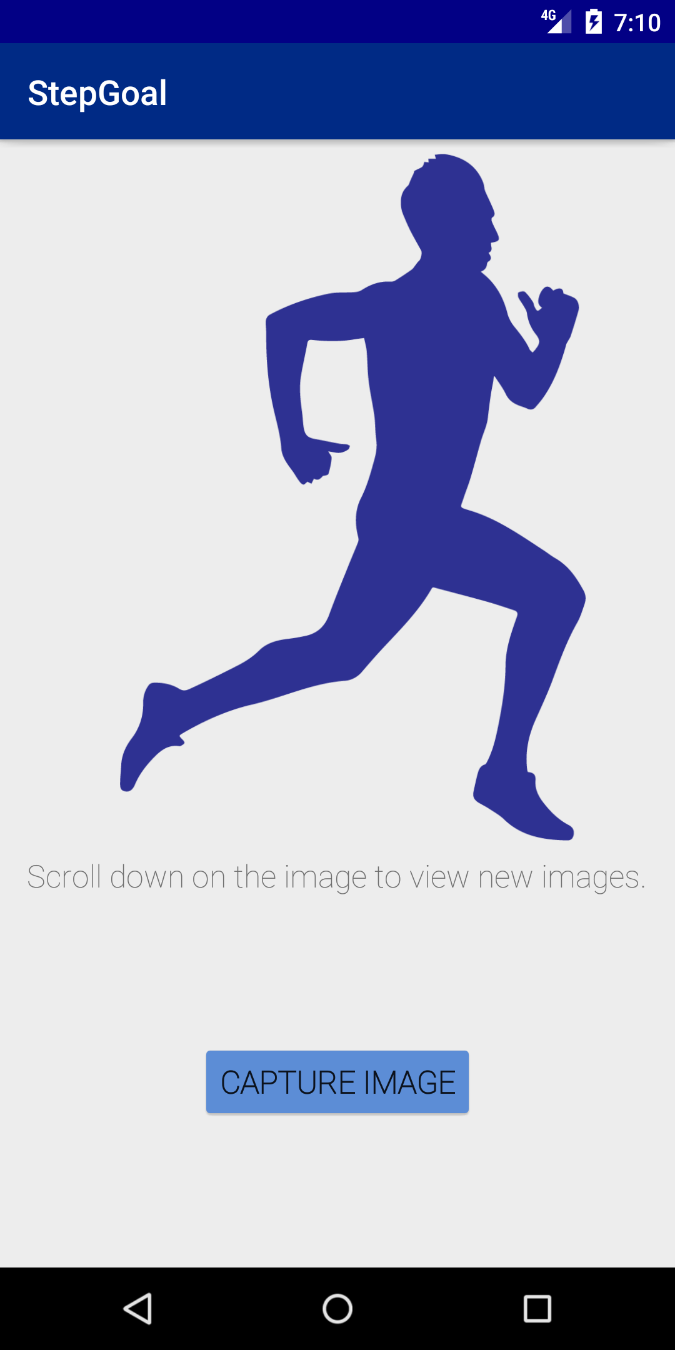 4G 7:10
StepGoal
Scroll down on the image to view new images.
CAPTURE IMAGE